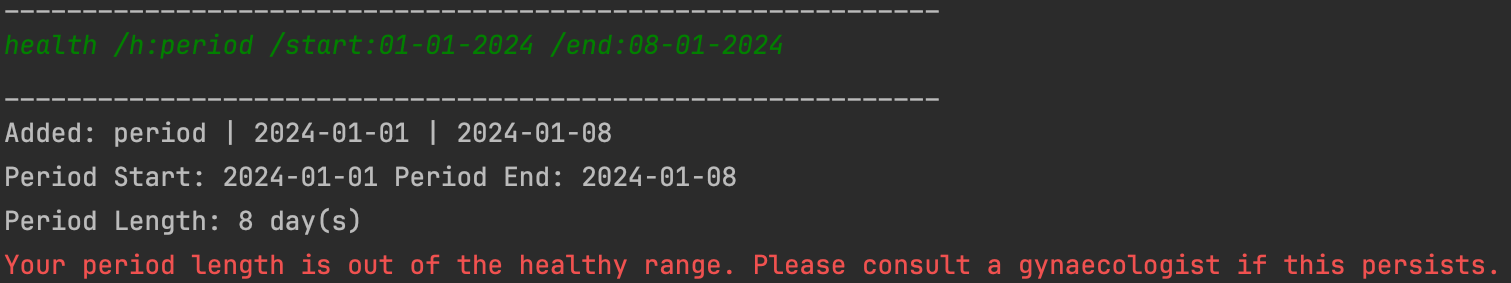 health /h:period /start:01-01-2024 /end:08-01-2024
Added: period | 2024-01-01 | 2024-01-08
Period Start: 2024-01-01 Period End: 2024-01-08
Period Length: 8 day(s)
Your period length is out of the healthy range. Please consult a gynaecologist if this persists.